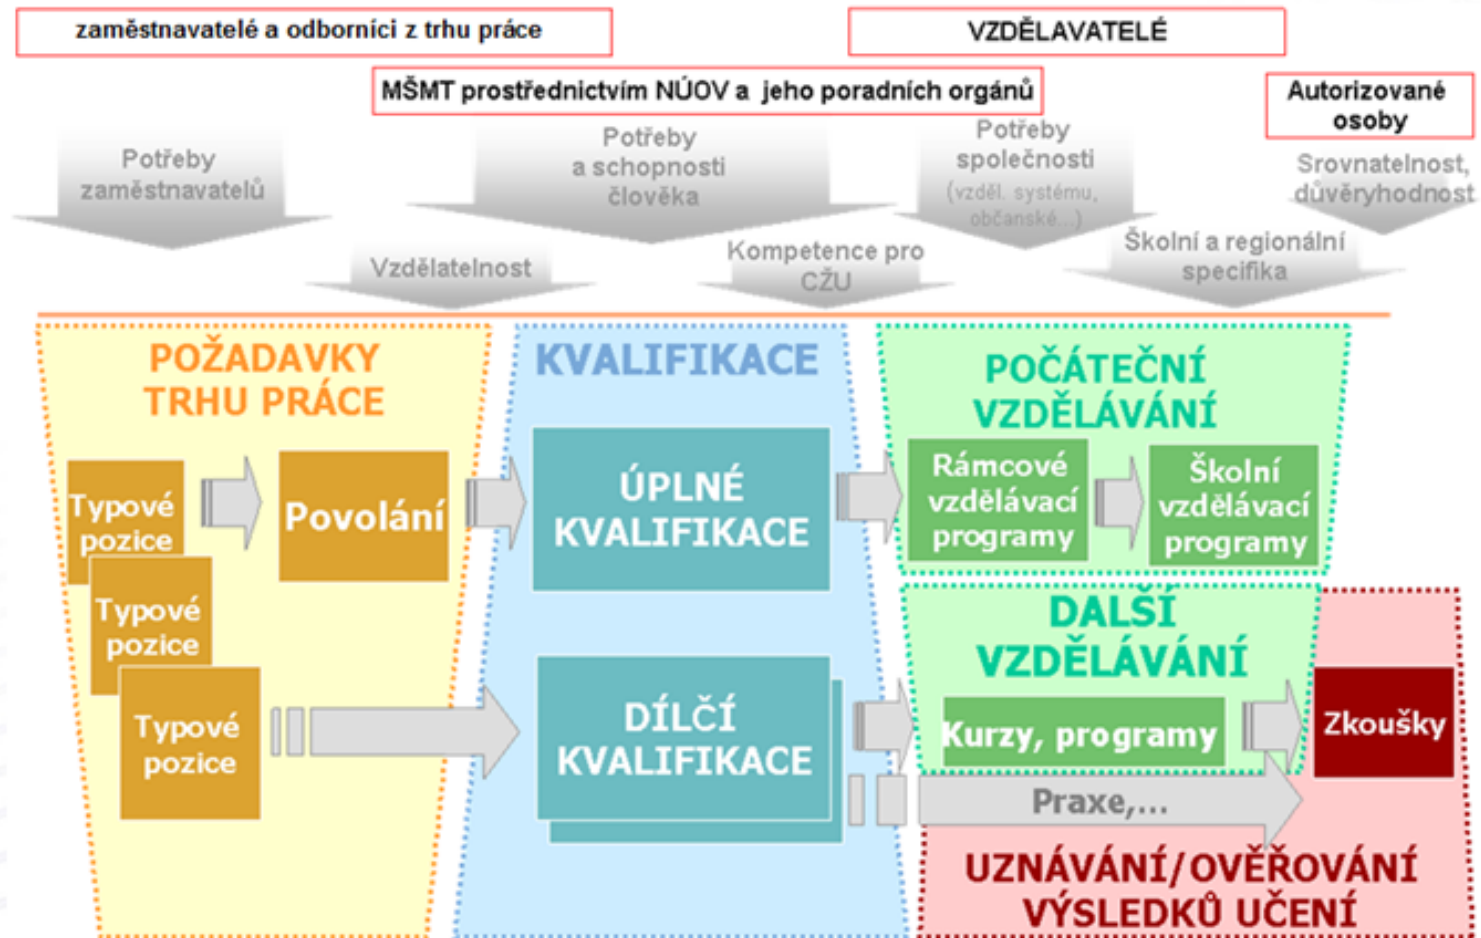 zaměstnavatelé a odborníci z trhu práce
VZDĚLAVATELÉ
MŠMT prostřednictvím NÚOV a jeho poradních orgánů
Autorizované
osoby
Potřeby
zaměstnavatelů
Potřeby
a schopnosti
člověka
Potřeby
společnosti
(vzděl. systému,
občanské...)
Srovnatelnost,
důvěryhodnost
Vzdělatelnost
Kompetence pro
CŽU
Školní a regionální
specifika
POŽADAVKY
TRHU PRÁCE
Typové
pozice
Povolání
Typové
pozice
Typové
pozice
KVALIFIKACE
ÚPLNÉ
KVALIFIKACE
DÍLČÍ
KVALIFIKACE
POČÁTEČNÍ
VZDĚLÁVÁNÍ
Rámcové
vzdělávací
programy
Školní
vzdělávací
programy
DALŠÍ
VZDĚLÁVÁNÍ
Kurzy, programy
Zkoušky
Praxe,...
UZNÁVÁNÍ/OVĚŘOVÁNÍ
VÝSLEDKŮ UČENÍ